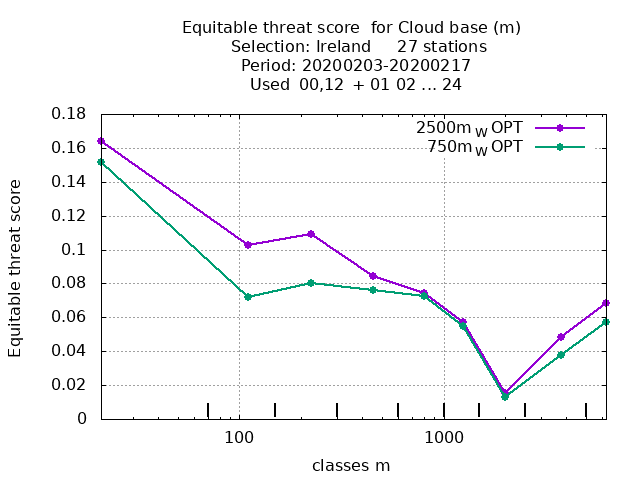 Equitable threat score  for Cloud base (m)
Selection: Ireland     27 stations
Period: 20200203-20200217
Used  00,12  + 01 02 ... 24
0.18
0.16
0.14
0.12
0.1
0.08
0.06
0.04
0.02
0
Equitable threat score
2500m W OPT
750m W OPT
100
1000
classes m